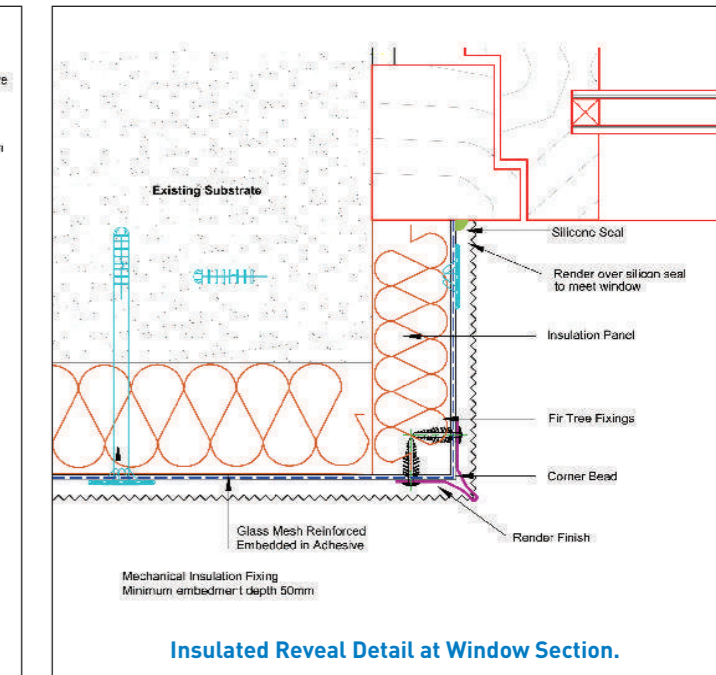 Existing Substrate
Silicone Seal
Render over silicon seal
to meet window
Insulation Panel
Fir Tree Fixings
Corner Bead
Render Finish
Glass Mesh Reinforced
Embedded in Adhesive
Mechanical Insulation Fixing
Minimum embedment depth 50mm
Insulated Reveal Detail at Window Section.